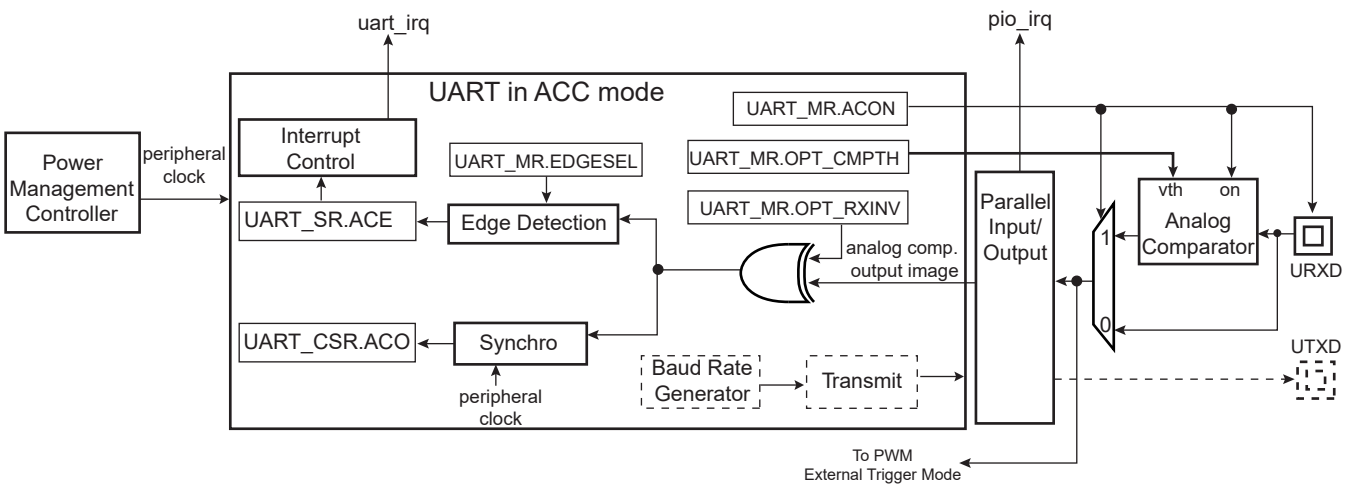 uart_irq
pio_irq
UART in ACC mode
UART_MR.ACON
Interrupt
Control
Power
Management
Controller
peripheral
clock
UART_MR.EDGESEL
UART_MR.OPT_CMPTH
vth
on
Analog
Comparator
UART_SR.ACE
Edge Detection
UART_MR.OPT_RXINV
Parallel
Input/
Output
analog comp.
output image
1
0
URXD
UART_CSR.ACO
Synchro
peripheral
clock
Baud Rate
Generator
Transmit
UTXD
To PWM
External Trigger Mode